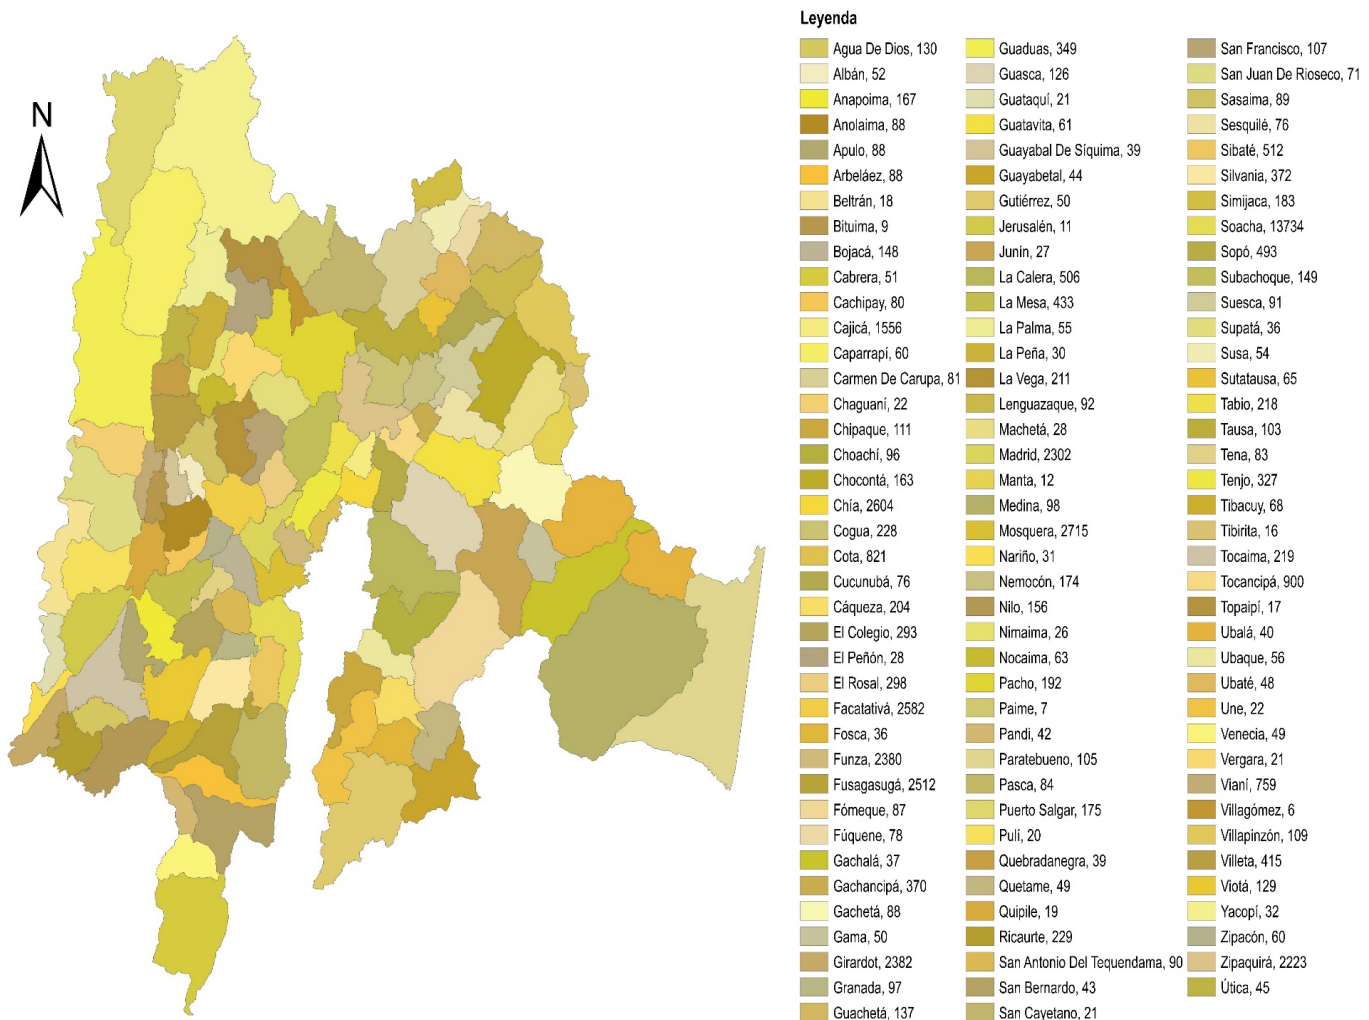 N
Leyenda
Agua De Dios, 130
Albán, 52
Anapoima, 167
Anolaima, 88
Apulo, 88
Arbeláez, 88
Beltrán, 18
Bituima, 9
Bojacá, 148
Cabrera, 51
Cachipay, 80
Cajicá, 1556
Caparrapí, 60
Carmen De Carupa, 81
Chaguaní, 22
Chipaque, 111
Choachí, 96
Chocontá, 163
Chía, 2604
Cogua, 228
Cota, 821
Cucunubá, 76
Cáqueza, 204
El Colegio, 293
El Peñón, 28
El Rosal, 298
Facatativá, 2582
Fosca, 36
Funza, 2380
Fusagasugá, 2512
Fómeque, 87
Fúquene, 78
Gachalá, 37
Gachancipá, 370
Gachetá, 88
Gama, 50
Girardot, 2382
Granada, 97
Guachetá, 137
Guaduas, 349
Guasca, 126
Guataquí, 21
Guatavita, 61
Guayabal De Síquima, 39
Guayabetal, 44
Gutiérrez, 50
Jerusalén, 11
Junín, 27
La Calera, 506
La Mesa, 433
La Palma, 55
La Peña, 30
La Vega, 211
Lenguazaque, 92
Machetá, 28
Madrid, 2302
Manta, 12
Medina, 98
Mosquera, 2715
Nariño, 31
Nemocón, 174
Nilo, 156
Nimaima, 26
Nocaima, 63
Pacho, 192
Paime, 7
Pandi, 42
Paratebueno, 105
Pasca, 84
Puerto Salgar, 175
Pulí, 20
Quebradanegra, 39
Quetame, 49
Quipile, 19
Ricaurte, 229
San Antonio Del Tequendama, 90
San Bernardo, 43
San Cayetano, 21
San Francisco, 107
San Juan De Rioseco, 71
Sasaima, 89
Sesquilé, 76
Sibaté, 512
Silvania, 372
Simijaca, 183
Soacha, 13734
Sopó, 493
Subachoque, 149
Suesca, 91
Supatá, 36
Susa, 54
Sutatausa, 65
Tabio, 218
Tausa, 103
Tena, 83
Tenjo, 327
Tibacuy, 68
Tibirita, 16
Tocaima, 219
Tocancipá, 900
Topaipí, 17
Ubalá, 40
Ubaque, 56
Ubaté, 48
Une, 22
Venecia, 49
Vergara, 21
Vianí, 759
Villagómez, 6
Villapinzón, 109
Villeta, 415
Viotá, 129
Yacopí, 32
Zipacón, 60
Zipaquirá, 2223
Útica, 45